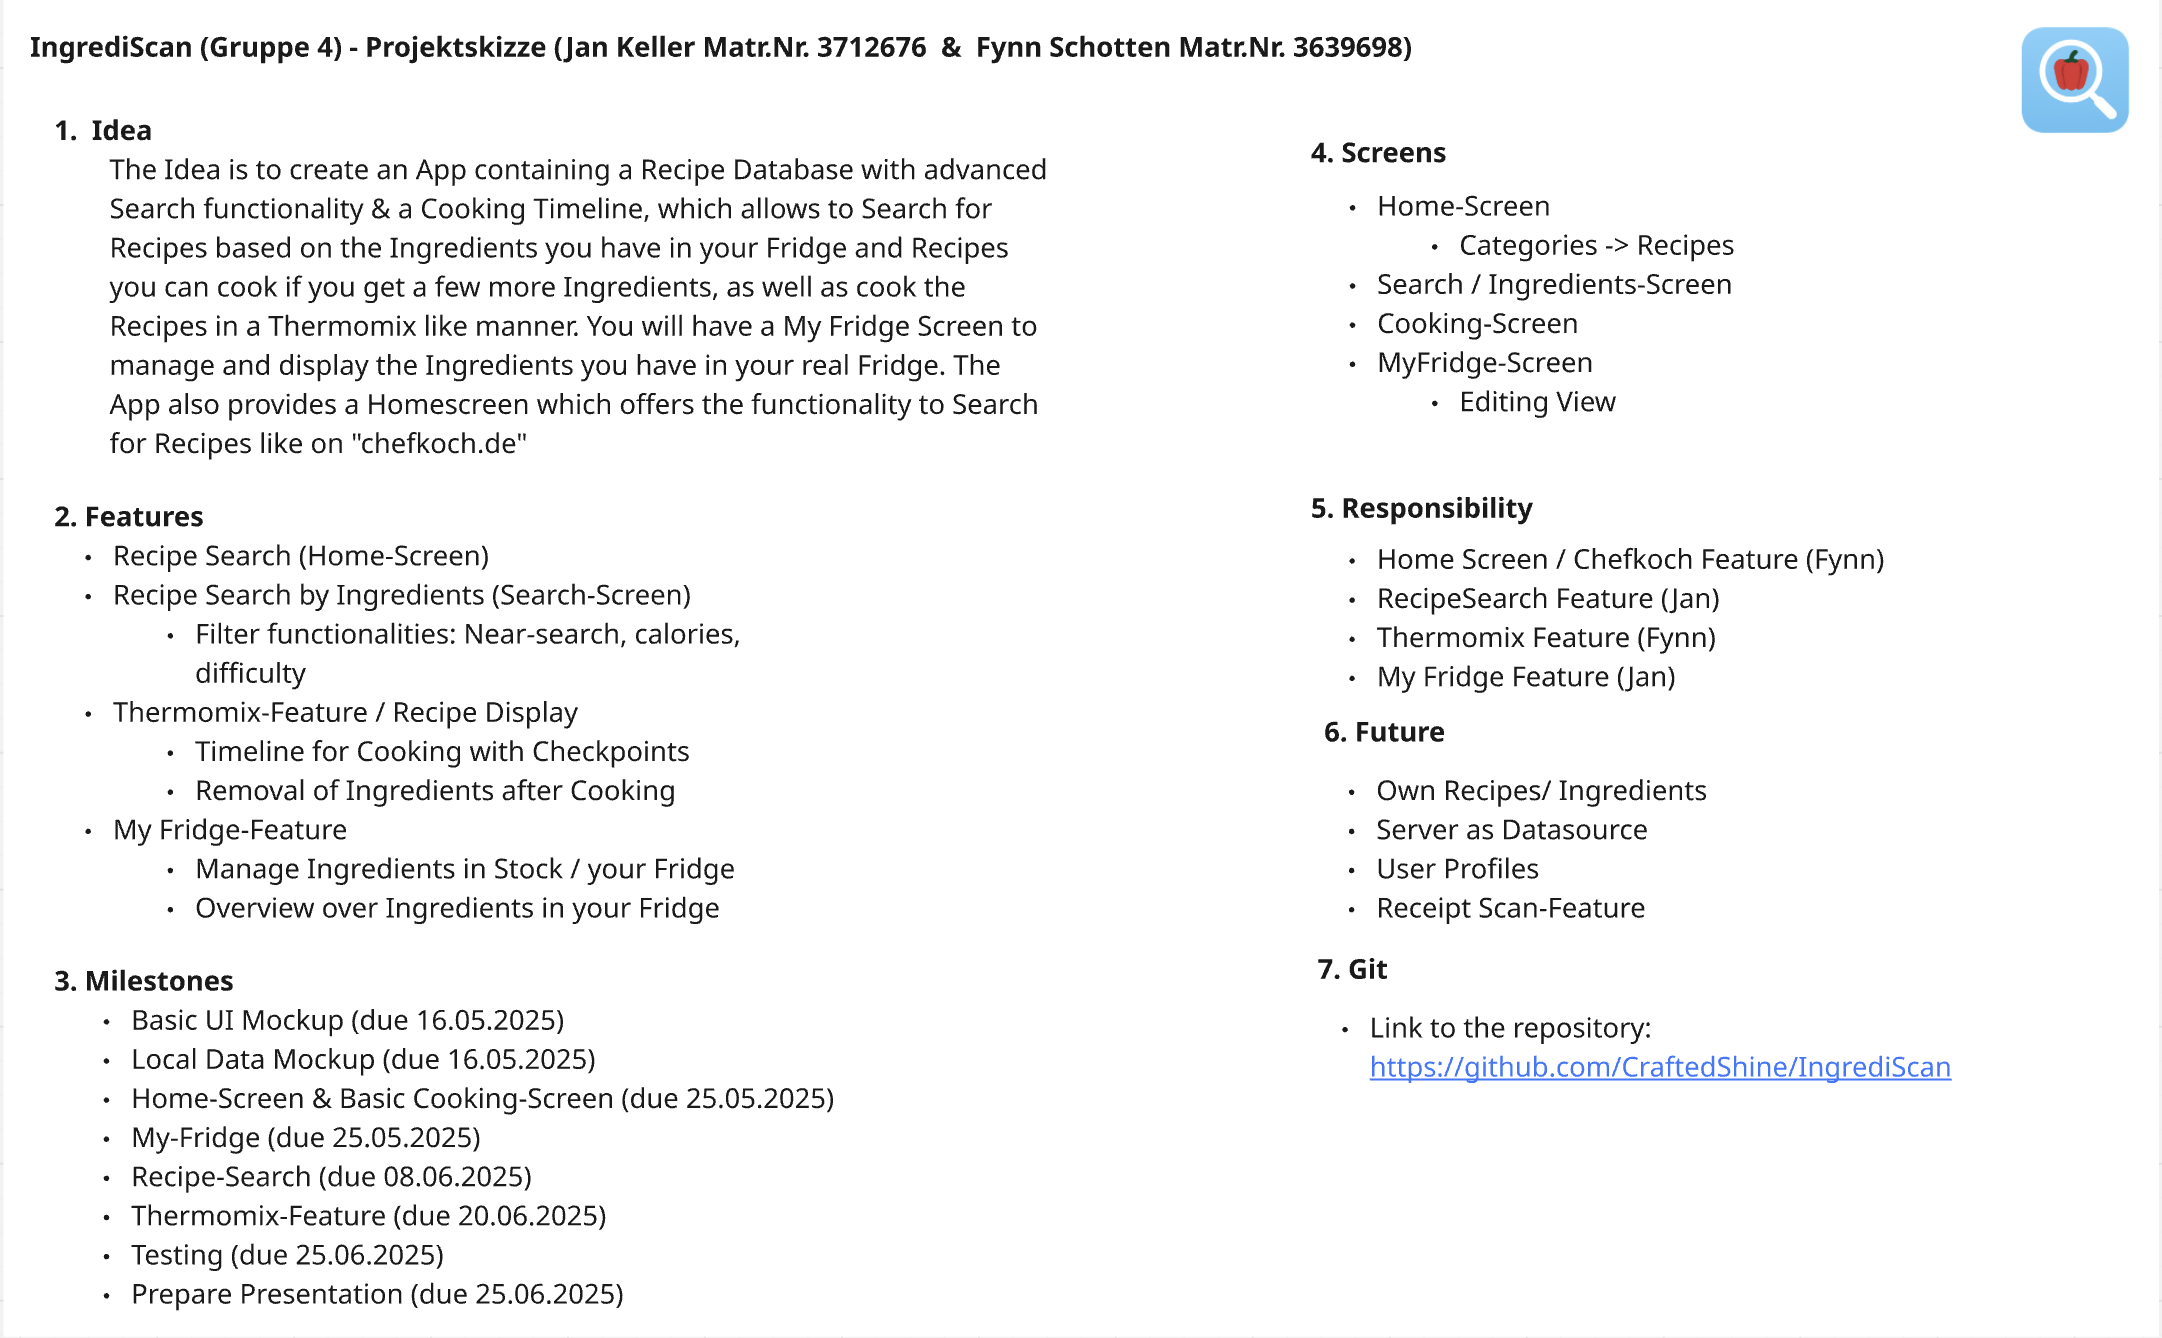 IngrediScan (Gruppe 4) - Projektskizze (Jan Keller Matr.Nr. 3712676 & Fynn Schotten Matr.Nr. 3639698)
1. Idea
The Idea is to create an App containing a Recipe Database with advanced
Search functionality & a Cooking Timeline, which allows to Search for
Recipes based on the Ingredients you have in your Fridge and Recipes
you can cook if you get a few more Ingredients, as well as cook the
Recipes in a Thermomix like manner. You will have a My Fridge Screen to
manage and display the Ingredients you have in your real Fridge. The
App also provides a Homescreen which offers the functionality to Search
for Recipes like on "chefkoch.de"
2. Features
• Recipe Search (Home-Screen)
• Recipe Search by Ingredients (Search-Screen)
• Filter functionalities: Near-search, calories,
difficulty
• Thermomix-Feature / Recipe Display
• Timeline for Cooking with Checkpoints
• Removal of Ingredients after Cooking
• My Fridge-Feature
• Manage Ingredients in Stock / your Fridge
• Overview over Ingredients in your Fridge
3. Milestones
• Basic UI Mockup (due 16.05.2025)
• Local Data Mockup (due 16.05.2025)
• Home-Screen & Basic Cooking-Screen (due 25.05.2025)
• My-Fridge (due 25.05.2025)
• Recipe-Search (due 08.06.2025)
• Thermomix-Feature (due 20.06.2025)
• Testing (due 25.06.2025)
• Prepare Presentation (due 25.06.2025)
4. Screens
• Home-Screen
• Categories -> Recipes
• Search / Ingredients-Screen
• Cooking-Screen
• MyFridge-Screen
• Editing View
5. Responsibility
• Home Screen / Chefkoch Feature (Fynn)
• RecipeSearch Feature (Jan)
• Thermomix Feature (Fynn)
• My Fridge Feature (Jan)
6. Future
• Own Recipes/ Ingredients
• Server as Datasource
• User Profiles
• Receipt Scan-Feature
7. Git
• Link to the repository:
https://github.com/CraftedShine/IngrediScan